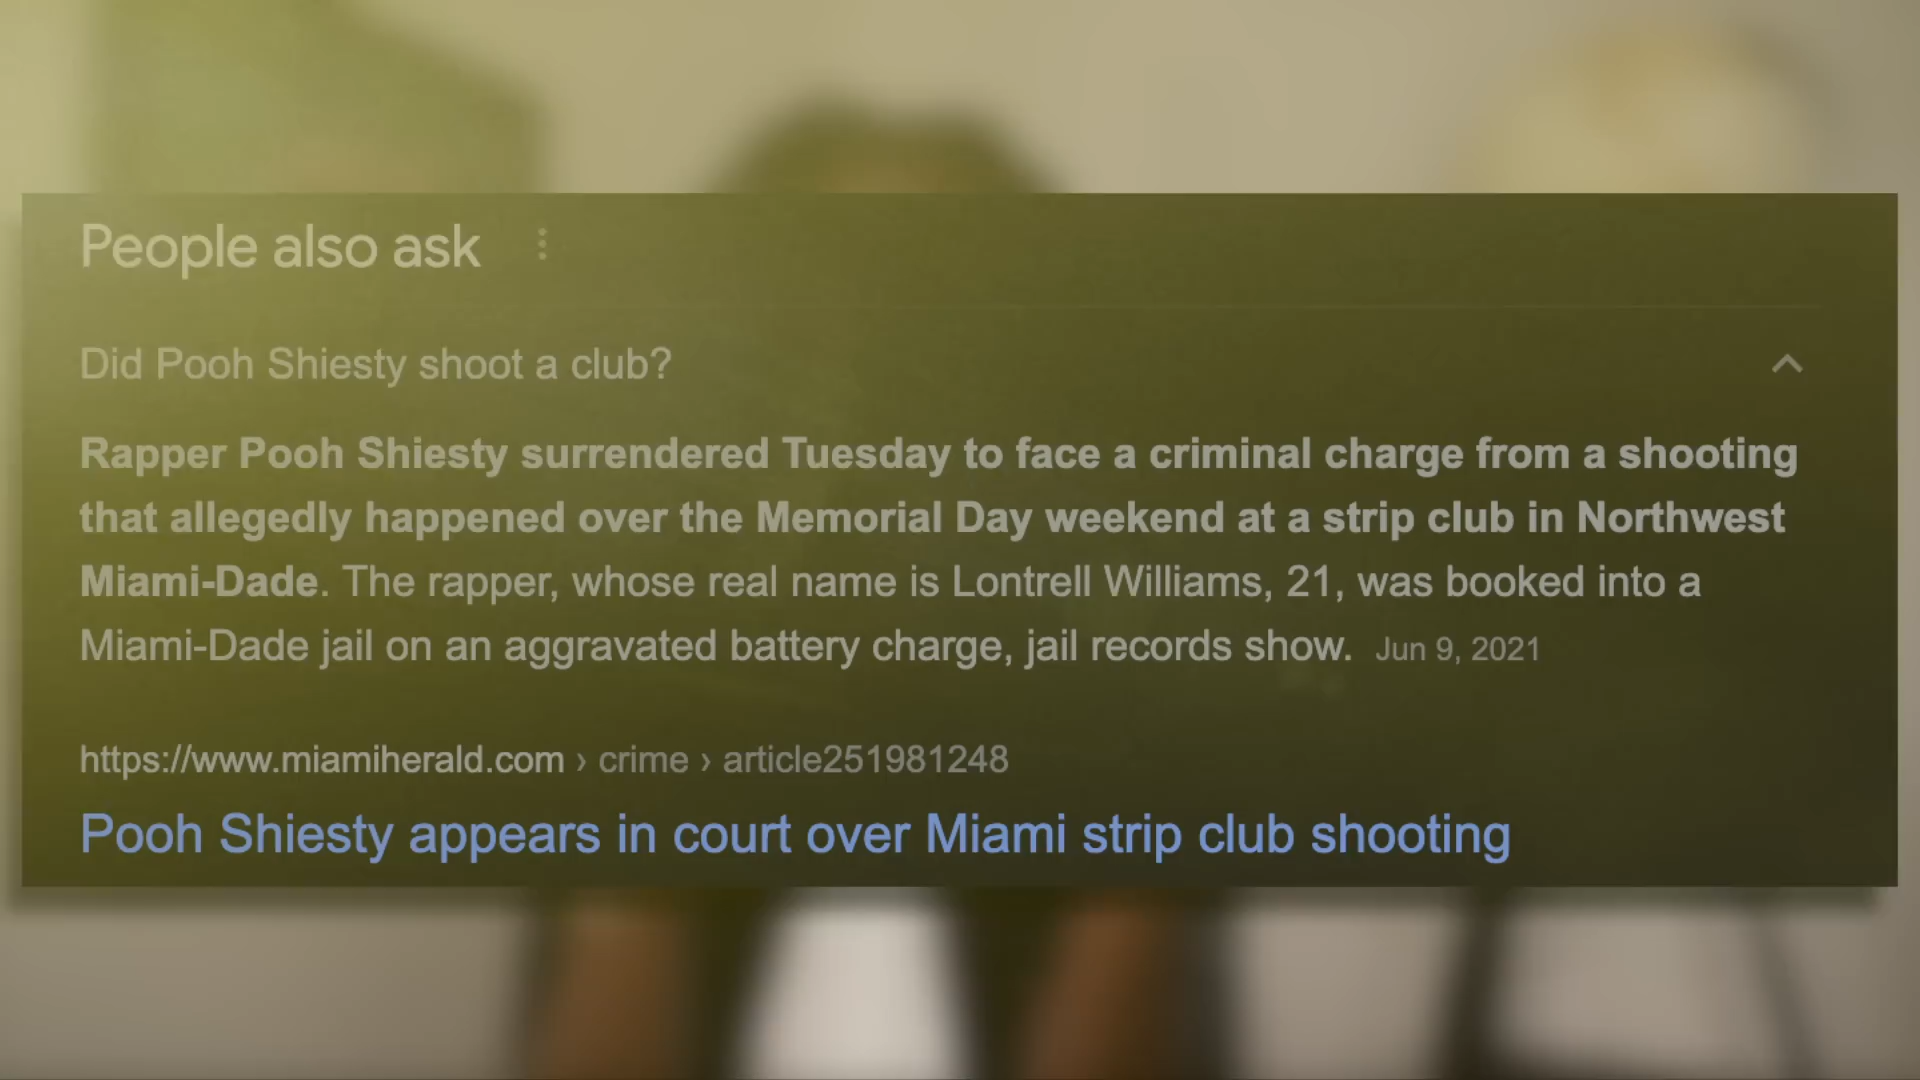 People also ask
Did Pooh Shiesty shoot a club?
Rapper Pooh Shiesty surrendered Tuesday to face a criminal charge from a shooting
that allegedly happened over the Memorial Day weekend at a strip club in Northwest
Miami-Dade. The rapper, whose real name is Lontrell Williams, 21, was booked into a
Miami-Dade jail on an aggravated battery charge, jail records show. Jun 9, 2021
https://www.miamiherald.com › crime › article251981248
Pooh Shiesty appears in court over Miami strip club shooting